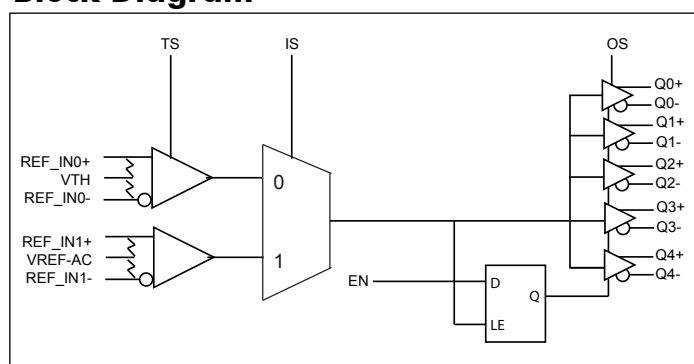 Block Diagram
TS
IS
OS
REF_IN0+
VTH
REF_IN0-
0
REF_IN1+
VREF-AC
REF_IN1-
1
EN
D
Q
LE
Q0+
Q0-
Q1+
Q1-
Q2+
Q2-
Q3+
Q3-
Q4+
Q4-